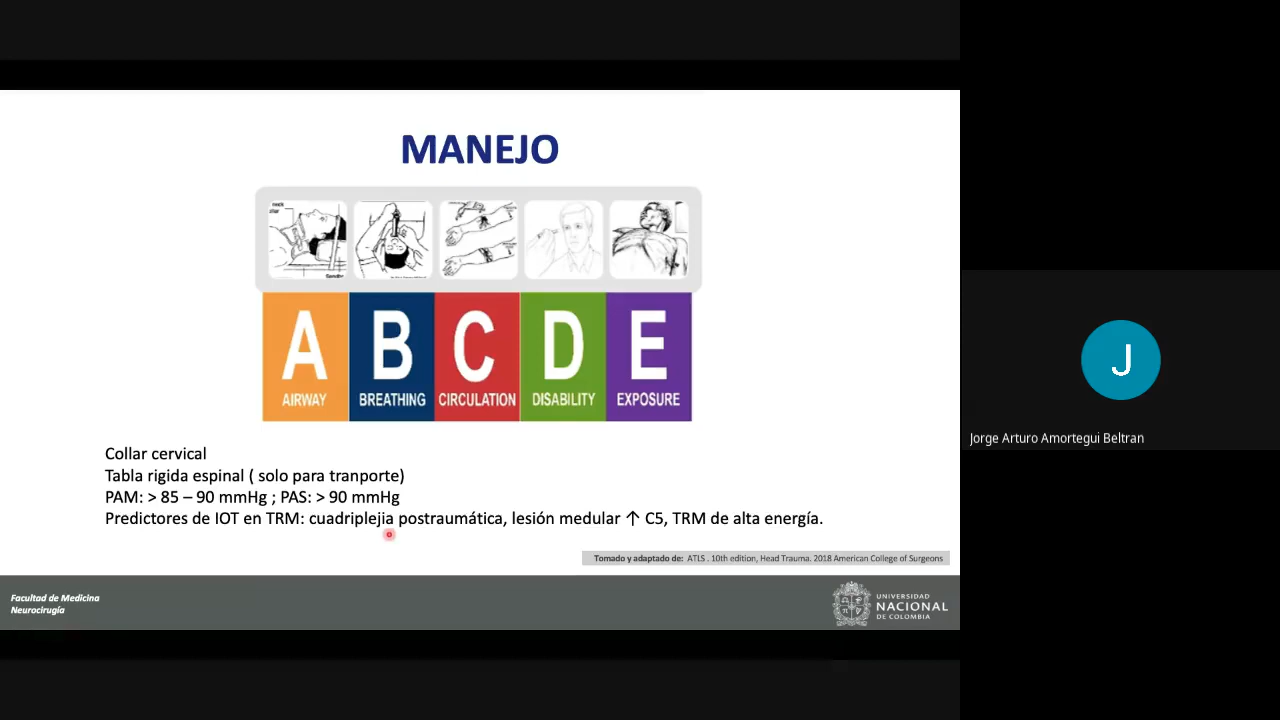 MANEJO
A B C D E
AIRWAY BREATHING CIRCULATION DISABILITY EXPOSURE
Collar cervical
Tabla rigida espinal ( solo para tranporte)
PAM: > 85 – 90 mmHg ; PAS: > 90 mmHg
Predictores de IOT en TRM: cuadriplejia postraumática, lesión medular ↑ C5, TRM de alta energía.
Tomado y adaptado de: ATLS . 10th edition, Head Trauma. 2018 American College of Surgeons
Facultad de Medicina
Neurocirugía
UNIVERSIDAD
NACIONAL
DE COLOMBIA
J
Jorge Arturo Amortegui Beltran